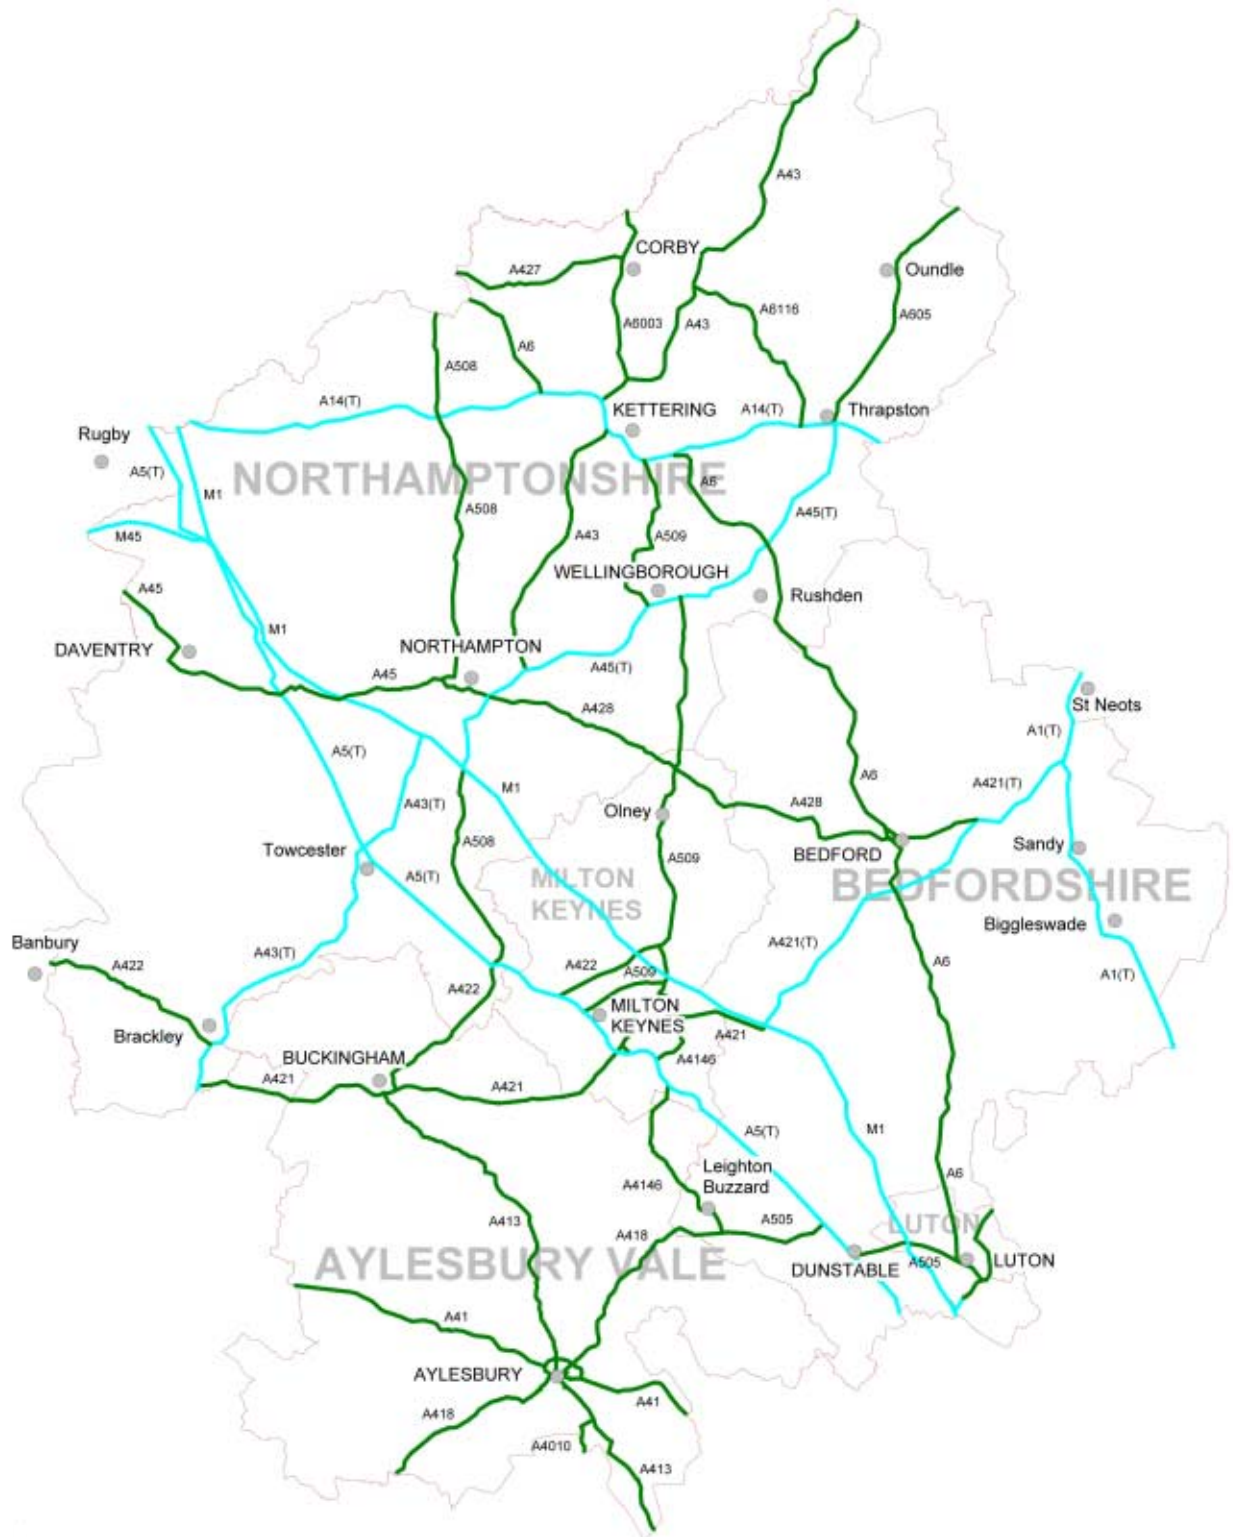 A43
CORBY
A427
Oundle
A6116
A605
A6003
A43
A6
A508
A14(T)
KETTERING
A14(T)
Thrapston
Rugby
A5(T)
NORTHAMPTONSHIRE
A6
M1
A508
A45(T)
M45
A43
A509
WELLINGBOROUGH
A45
Rushden
M1
DAVENTRY
NORTHAMPTON
A45(T)
A45
A428
St Neots
A1(T)
A5(T)
A6
A421(T)
M1
A43(T)
A428
Olney
Towcester
A508
BEDFORD
Sandy
A509
A5(T)
MILTON
KEYNES
BEDFORDSHIRE
Biggleswade
Banbury
A421(T)
A43(T)
A422
A422
A509
A6
A1(T)
A422
MILTON
KEYNES
Brackley
A421
BUCKINGHAM
A4146
A421
A421
A5(T)
M1
Leighton
Buzzard
A6
A4146
A413
A505
LUTON
A418
AYLESBURY VALE
DUNSTABLE
A505
LUTON
A41
AYLESBURY
A41
A418
A4010
A413